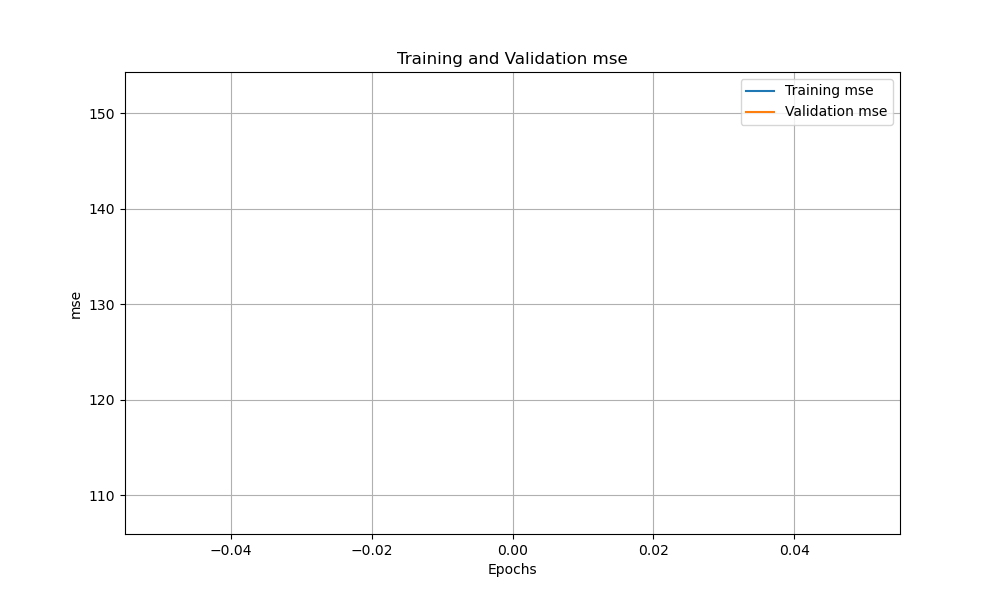 Training and Validation mse
Training mse
Validation mse
150
140
130
120
110
mse
−0.04
−0.02
0.00
0.02
0.04
Epochs